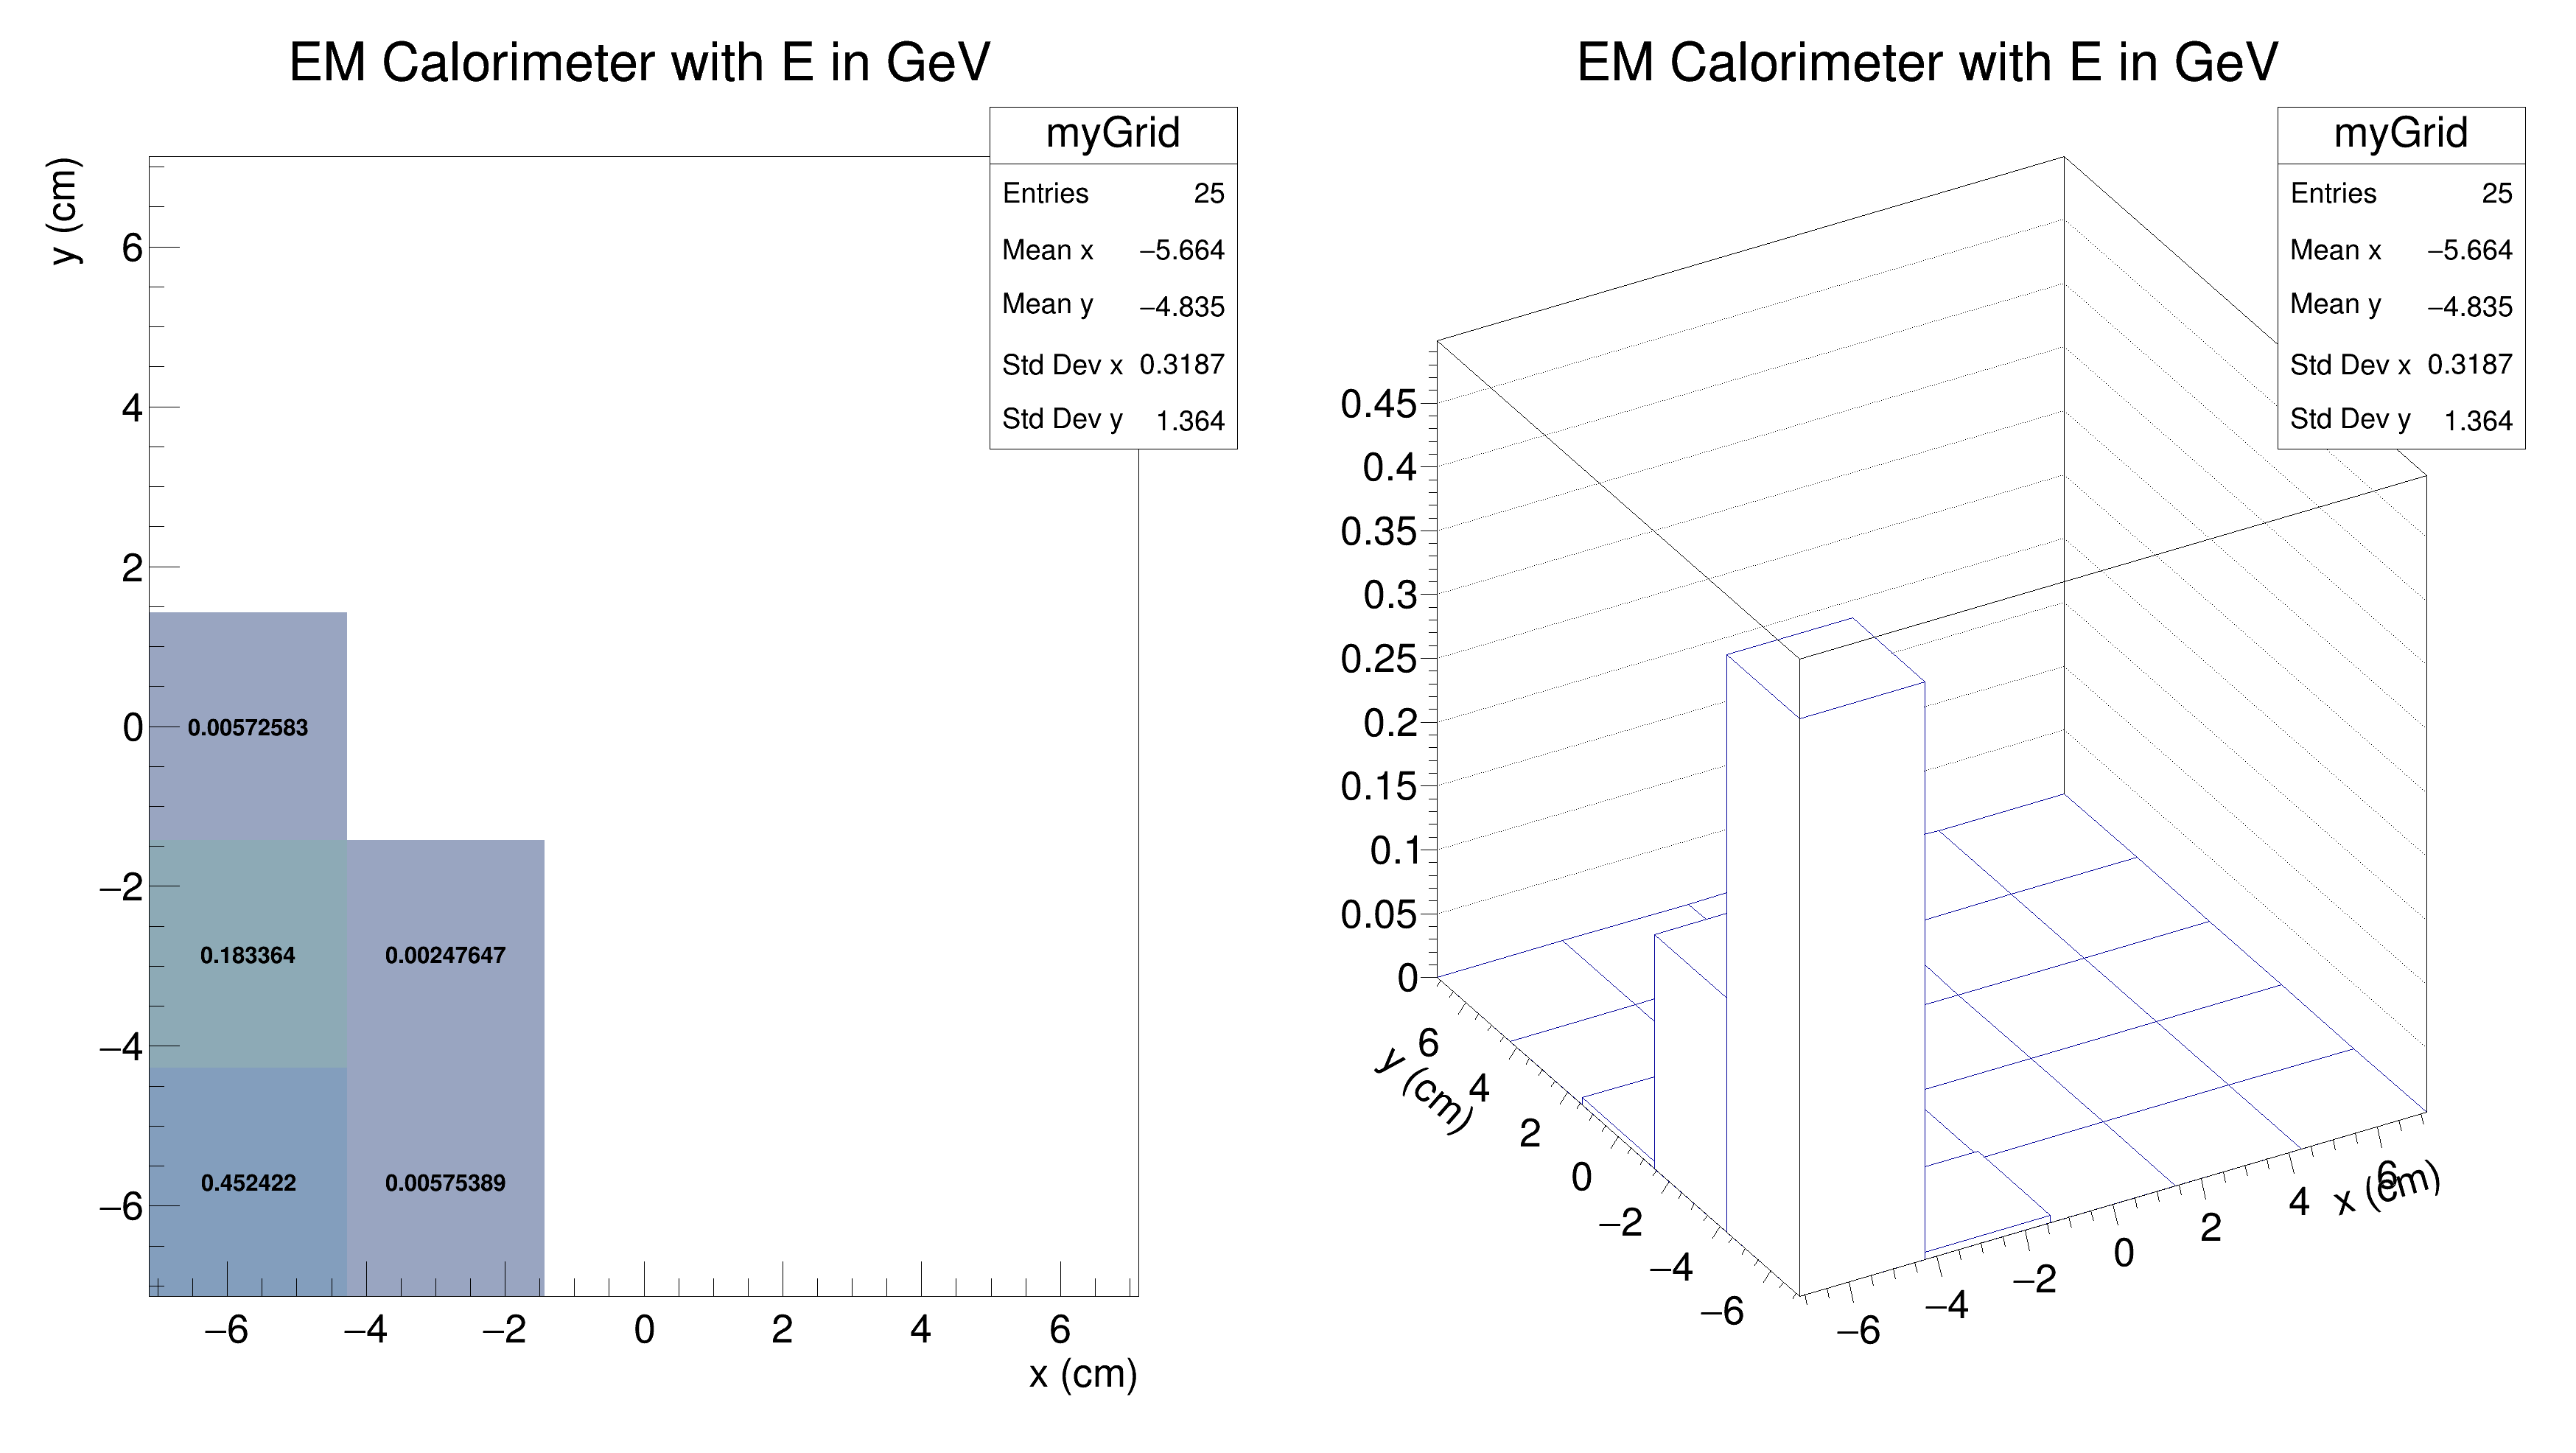 EM Calorimeter with E in GeV
myGrid
Entries 25
Mean x −5.664
Mean y −4.835
Std Dev x 0.3187
Std Dev y 1.364
y (cm)
6
4
2
0
−2
−4
−6
0.00572583
0.183364 0.00247647
0.452422 0.00575389
−6 −4 −2 0 2 4 6
x (cm)
EM Calorimeter with E in GeV
myGrid
Entries 25
Mean x −5.664
Mean y −4.835
Std Dev x 0.3187
Std Dev y 1.364
0.45
0.4
0.35
0.3
0.25
0.2
0.15
0.1
0.05
0
y (cm)
6
4
2
0
−2
−4
−6
−6 −4 −2 0 2 4 6
x (cm)